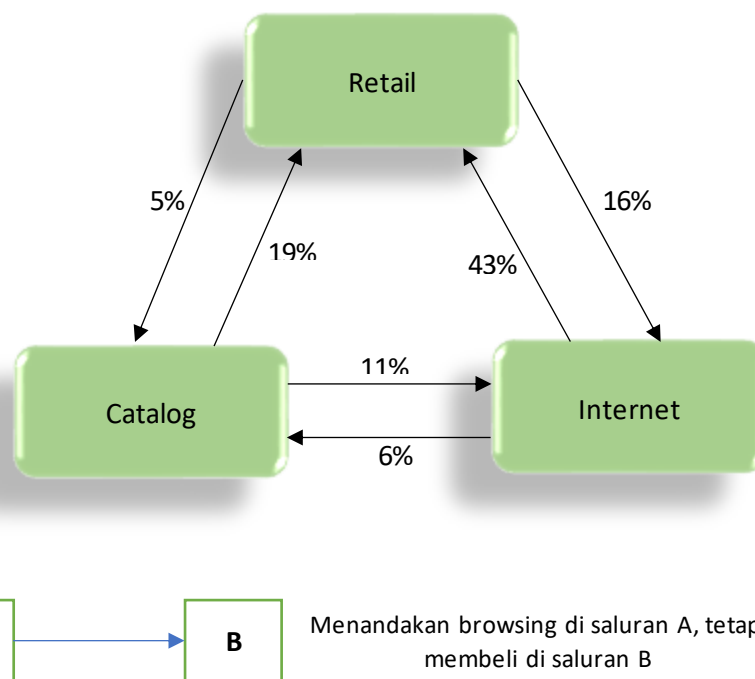 Retail
5%
16%
19%
43%
11%
Catalog
Internet
6%
B
Menandakan browsing di saluran A, tetap
membeli di saluran B